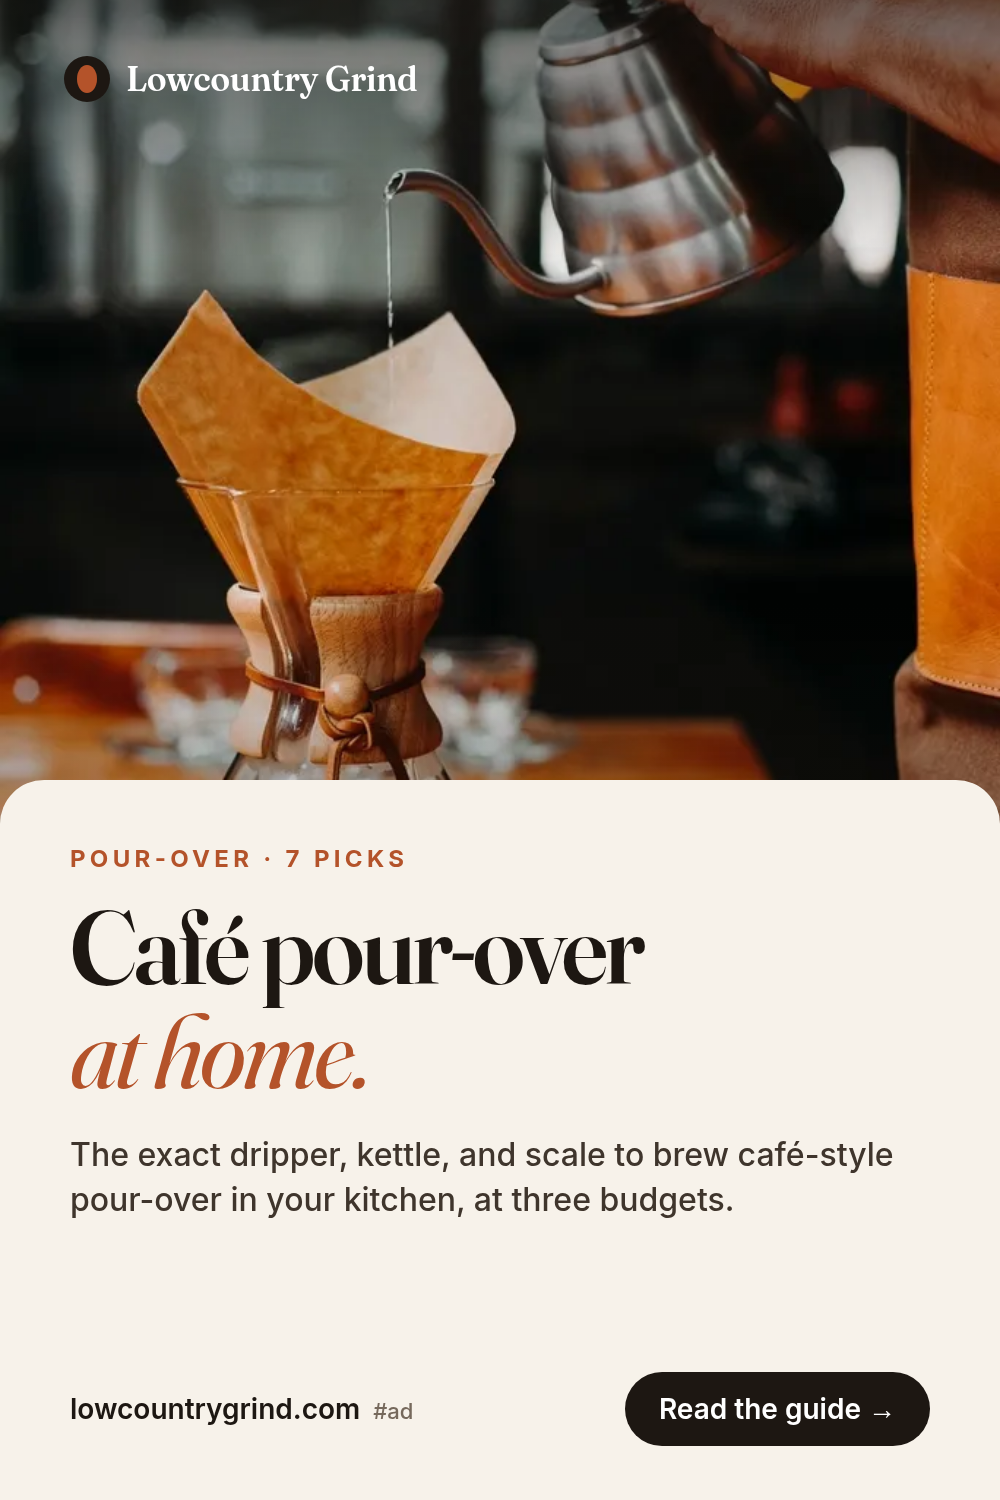 Lowcountry Grind
POUR-OVER · 7 PICKS
Café pour-over
at home.
The exact dripper, kettle, and scale to brew café-style
pour-over in your kitchen, at three budgets.
lowcountrygrind.com #ad
Read the guide →